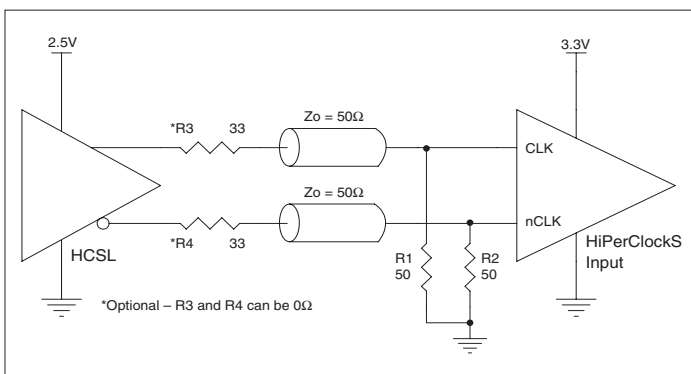 2.5V
3.3V
*R3
33
Zo = 50Ω
CLK
Zo = 50Ω
nCLK
*R4
33
HCSL
R1
50
R2
50
HiPerClockS
Input
*Optional – R3 and R4 can be 0Ω